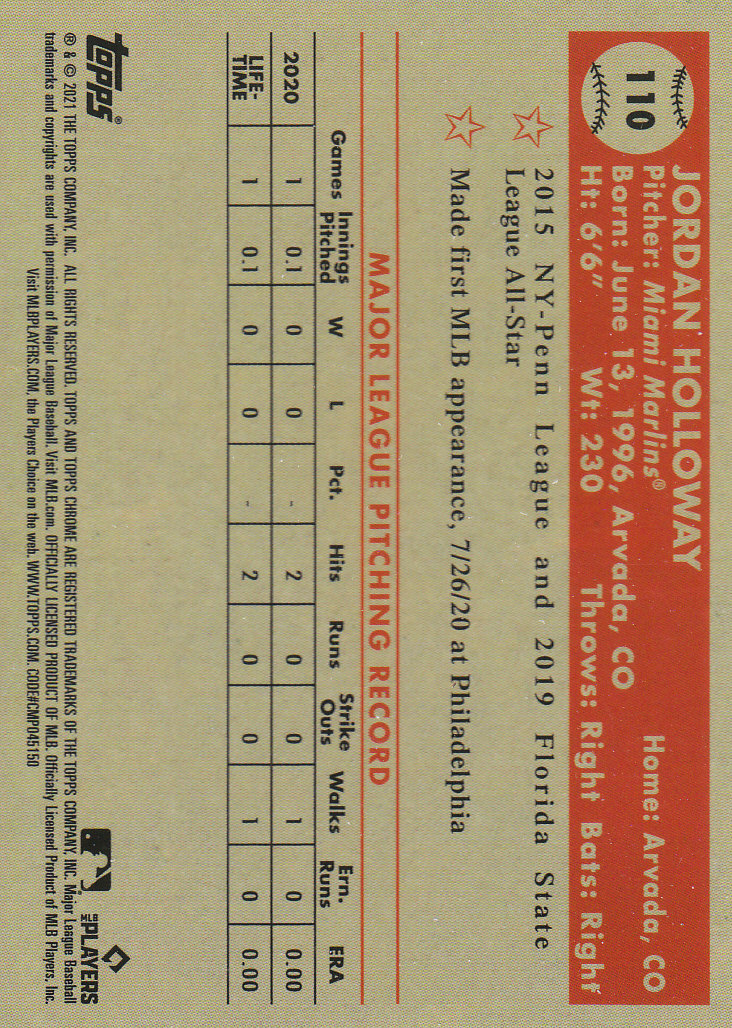 110
JORDAN HOLLOWAY
Pitcher: Miami Marlins® Home: Arvada, CO
Born: June 13, 1996, Arvada, CO
Ht: 6'6" Wt: 230 Throws: Right Bats: Right
2015 NY-Penn League and 2019 Florida State
League All-Star
Made first MLB appearance, 7/26/20 at Philadelphia
MAJOR LEAGUE PITCHING RECORD
Games Innings Pitched W L Pct. Hits Runs Strike Outs Walks Ern. Runs ERA
2020 1 0.1 0 0 - 2 0 0 1 0 0.00
LIFE-TIME 1 0.1 0 0 - 2 0 0 1 0 0.00
topps®
MLB PLAYERS
® & © 2021 THE TOPPS COMPANY, INC. ALL RIGHTS RESERVED. TOPPS AND TOPPS CHROME ARE REGISTERED TRADEMARKS OF THE TOPPS COMPANY, INC. Major League Baseball
trademarks and copyrights are used with permission of Major League Baseball. Visit MLB.com. OFFICIALLY LICENSED PRODUCT OF MLB. Officially Licensed Product of MLB Players, Inc.
Visit MLBPLAYERS.COM, the Players Choice on the web. WWW.TOPPS.COM. CODE#CMP045150